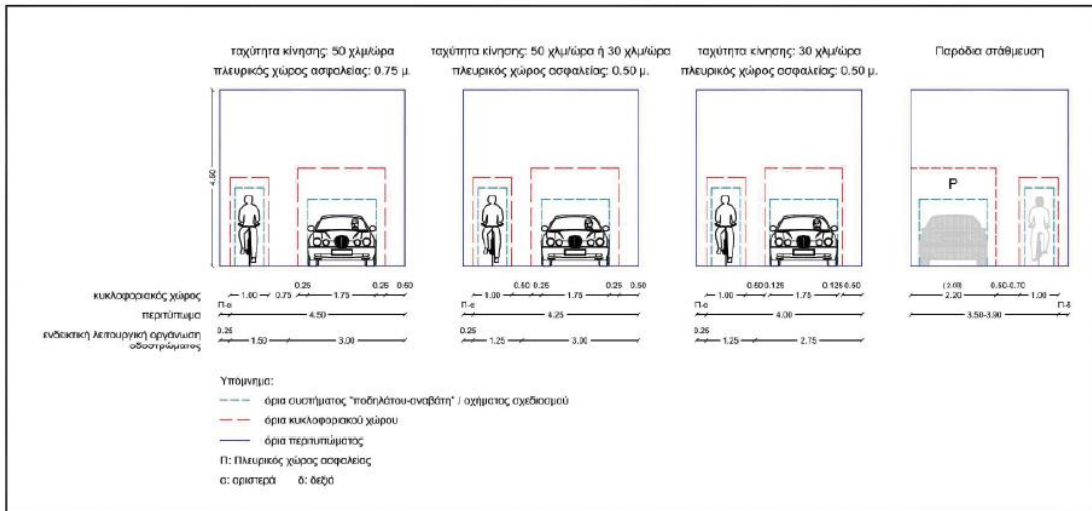 ταχύτητα κίνησης: 50 χλμ/ώρα
πλευρικός χώρος ασφαλείας: 0.75 μ.
ταχύτητα κίνησης: 50 χλμ/ώρα ή 30 χλμ/ώρα
πλευρικός χώρος ασφαλείας: 0.50 μ.
ταχύτητα κίνησης: 30 χλμ/ώρα
πλευρικός χώρος ασφαλείας: 0.50 μ.
Παρόδια στάθμευση
4.50
P
κυκλοφοριακός χώρος
1.00 0.75 0.25 1.75 0.25 0.50
1.00 0.50 0.25 1.75 0.25 0.50
1.00 0.50 0.125 1.75 0.125 0.50
(2.00)
2.20 0.50-0.70 1.00
περιτύπωμα
Π-α 4.50
Π-α 4.25
Π-α 4.00
3.50-3.90 Π-δ
ενδεικτική λειτουργική οργάνωση
οδοστρώματος
0.25 1.50 3.00
0.25 1.25 3.00
0.25 1.25 2.75
Υπόμνημα:
όρια συστήματος "ποδηλάτου-αναβάτη" / οχήματος σχεδιασμού
όρια κυκλοφοριακού χώρου
όρια περιτυπώματος
Π: Πλευρικός χώρος ασφαλείας
α: αριστερά δ: δεξιά